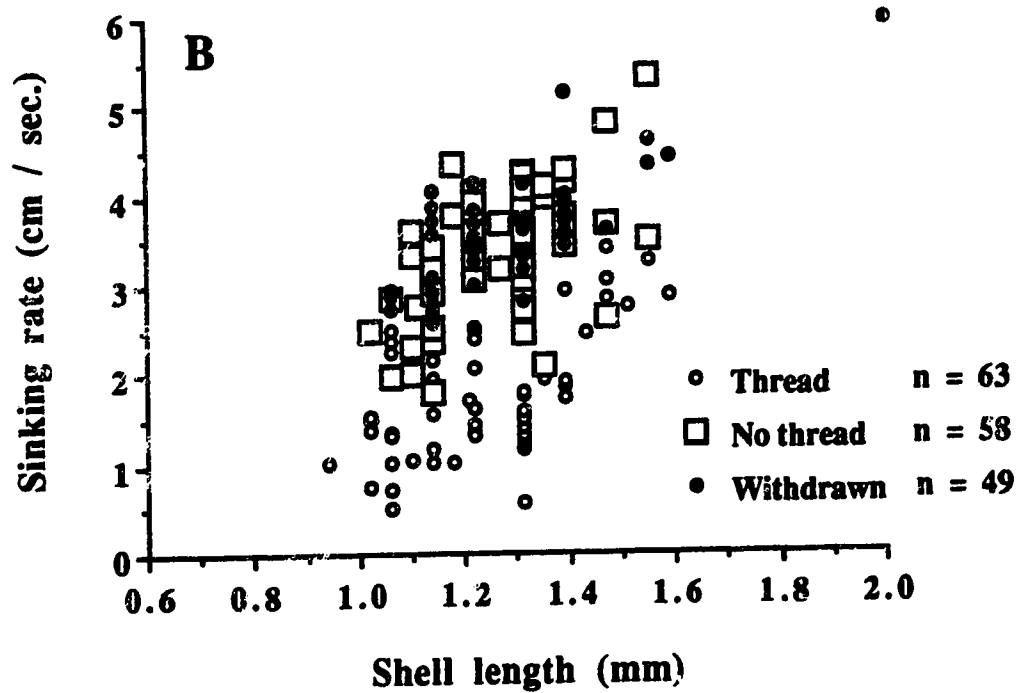 B
Sinking rate (cm / sec.)
6
5
4
3
2
1
0
0.6 0.8 1.0 1.2 1.4 1.6 1.8 2.0
Shell length (mm)
Thread n = 63
No thread n = 58
Withdrawn n = 49